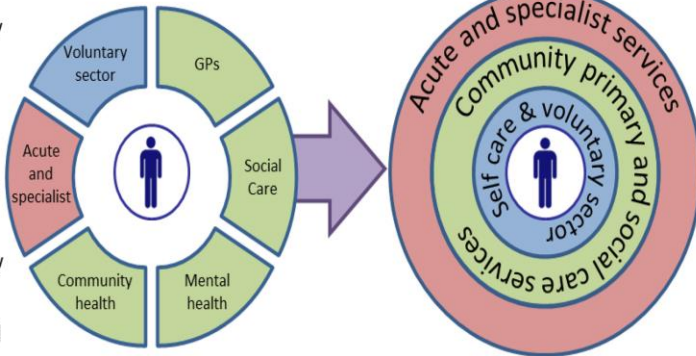 Voluntary
sector
GPs
Acute
and
specialist
Social
Care
Community
health
Mental
health
Acute and specialist services
Community primary and social care services
Self care & voluntary sector